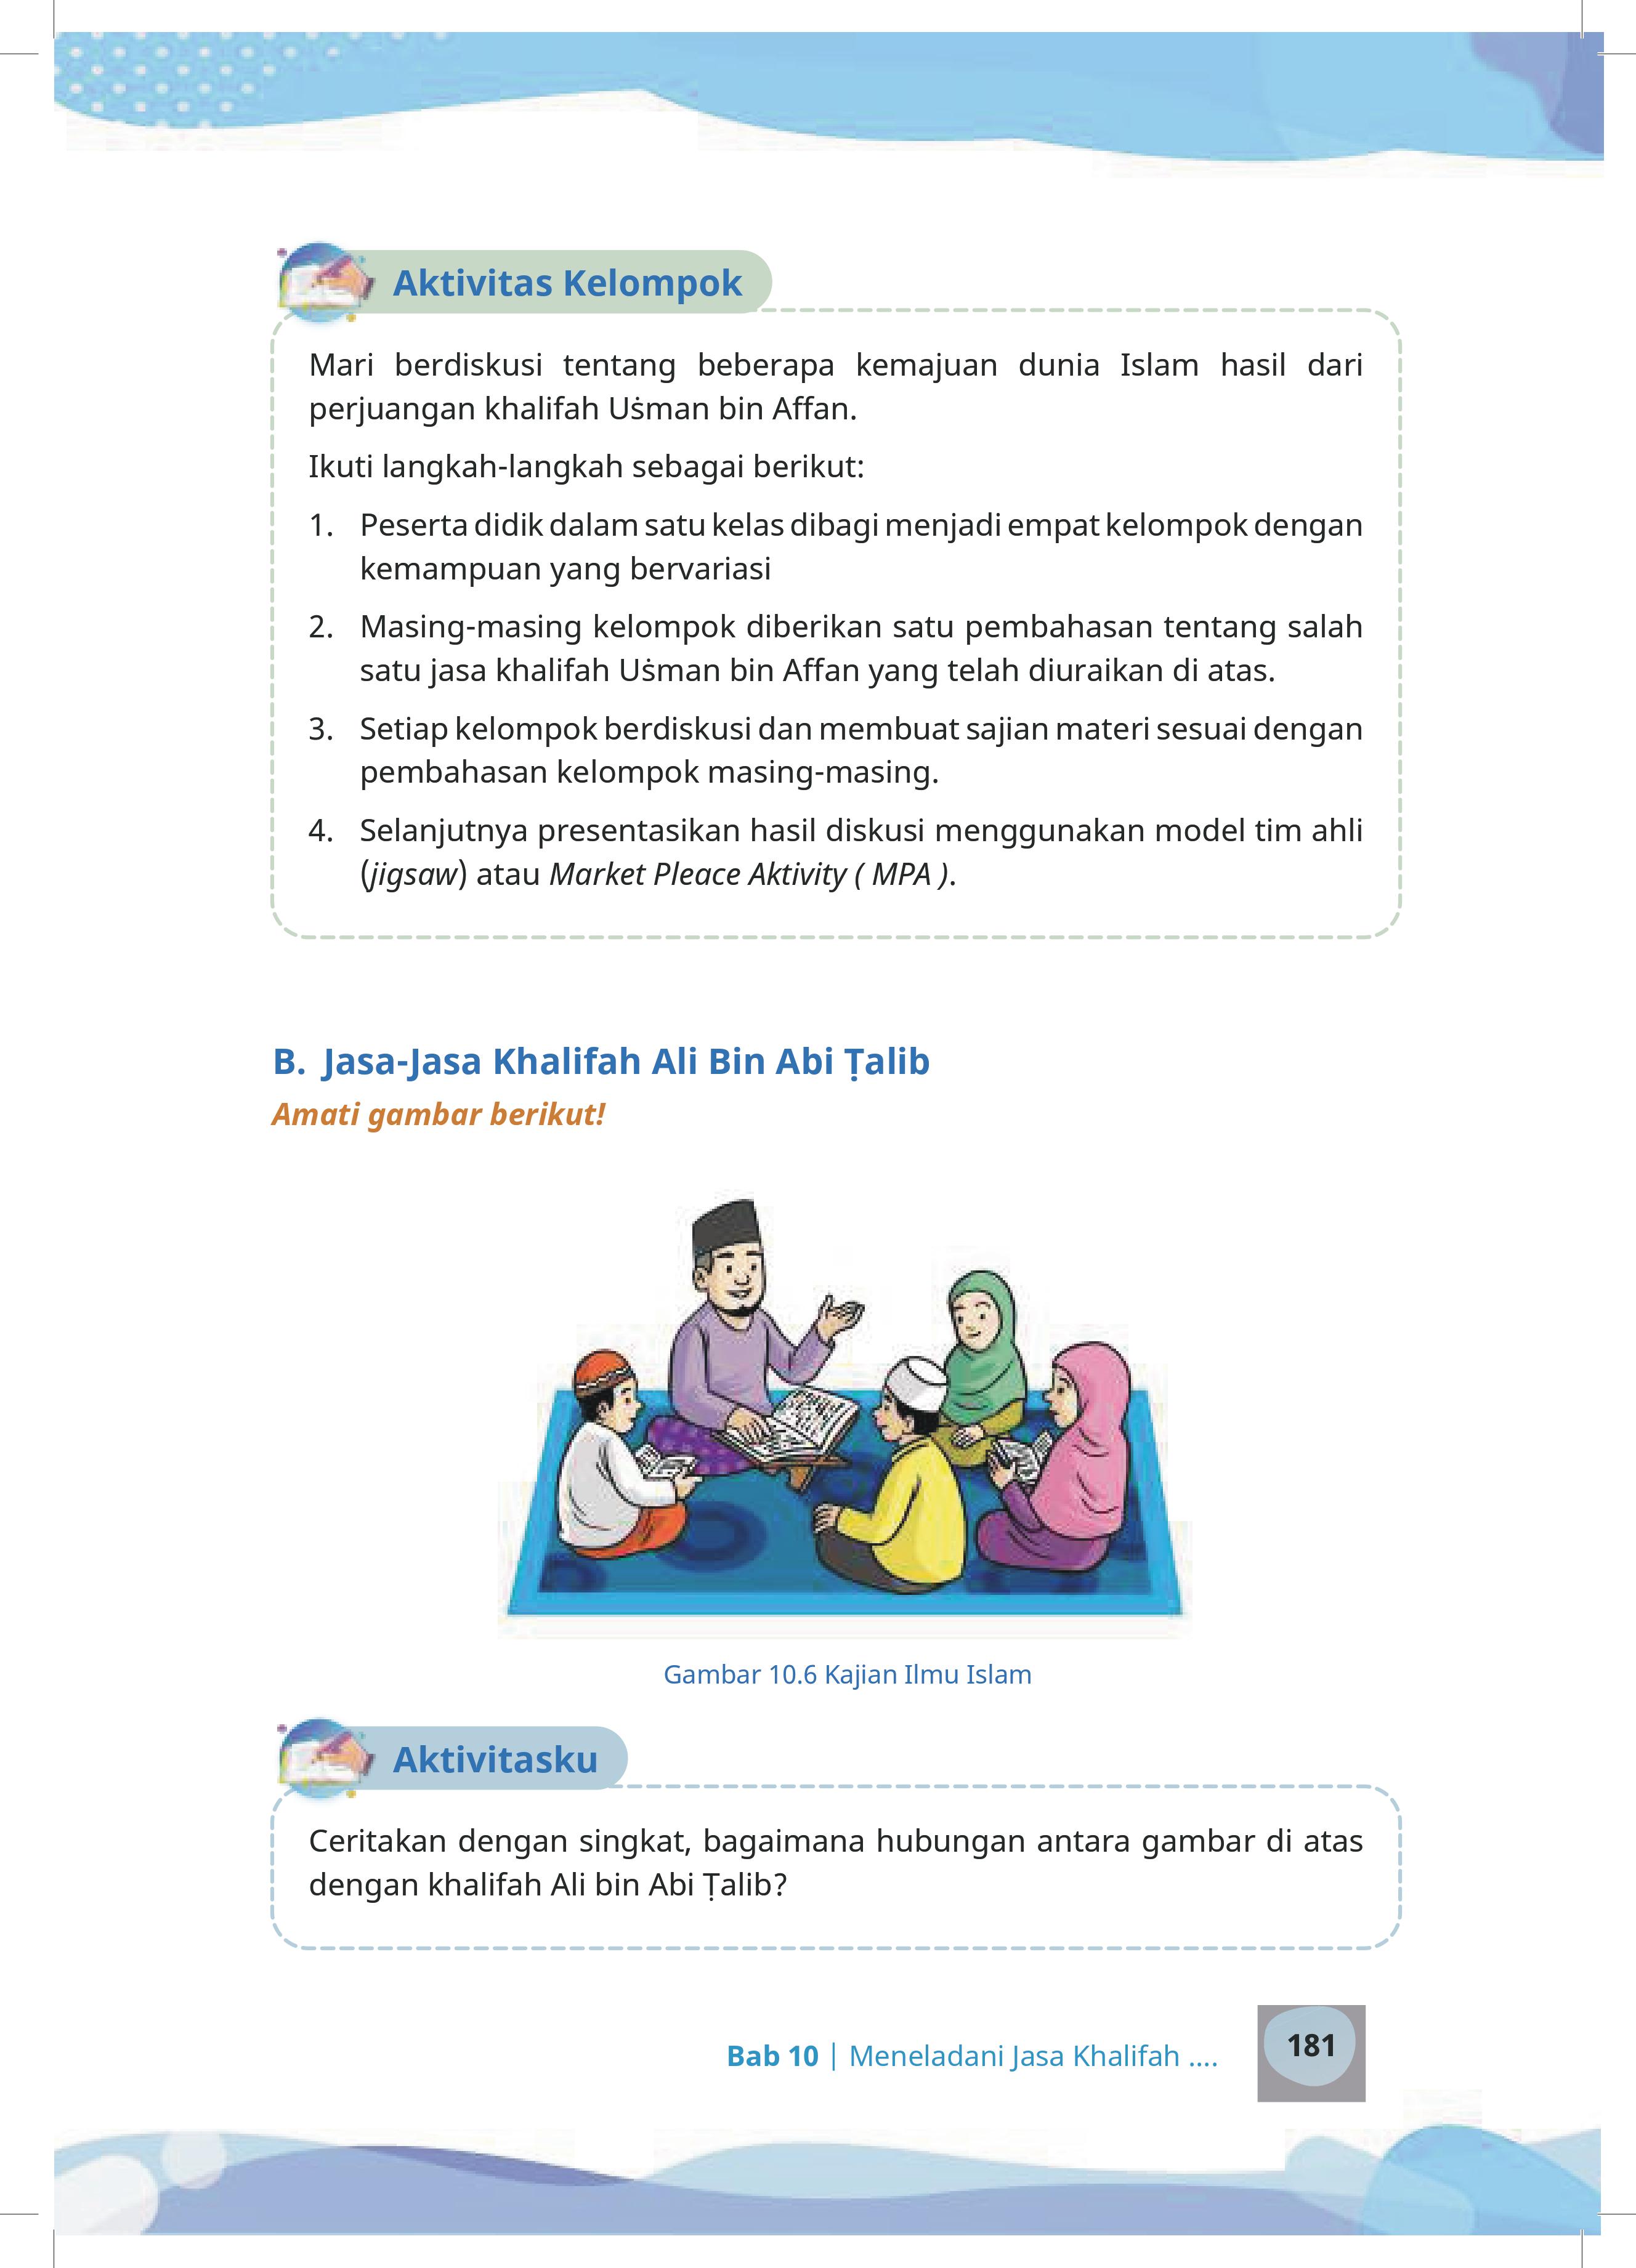 Aktivitas Kelompok
Mari berdiskusi tentang beberapa kemajuan dunia Islam hasil dari
perjuangan khalifah Uṡman bin Affan.
Ikuti langkah-langkah sebagai berikut:
1. Peserta didik dalam satu kelas dibagi menjadi empat kelompok dengan
kemampuan yang bervariasi
2. Masing-masing kelompok diberikan satu pembahasan tentang salah
satu jasa khalifah Uṡman bin Affan yang telah diuraikan di atas.
3. Setiap kelompok berdiskusi dan membuat sajian materi sesuai dengan
pembahasan kelompok masing-masing.
4. Selanjutnya presentasikan hasil diskusi menggunakan model tim ahli
(jigsaw) atau Market Pleace Aktivity ( MPA ).
B. Jasa-Jasa Khalifah Ali Bin Abi Ṭalib
Amati gambar berikut!
Gambar 10.6 Kajian Ilmu Islam
Aktivitasku
Ceritakan dengan singkat, bagaimana hubungan antara gambar di atas
dengan khalifah Ali bin Abi Ṭalib?
Bab 10 | Meneladani Jasa Khalifah ....
181